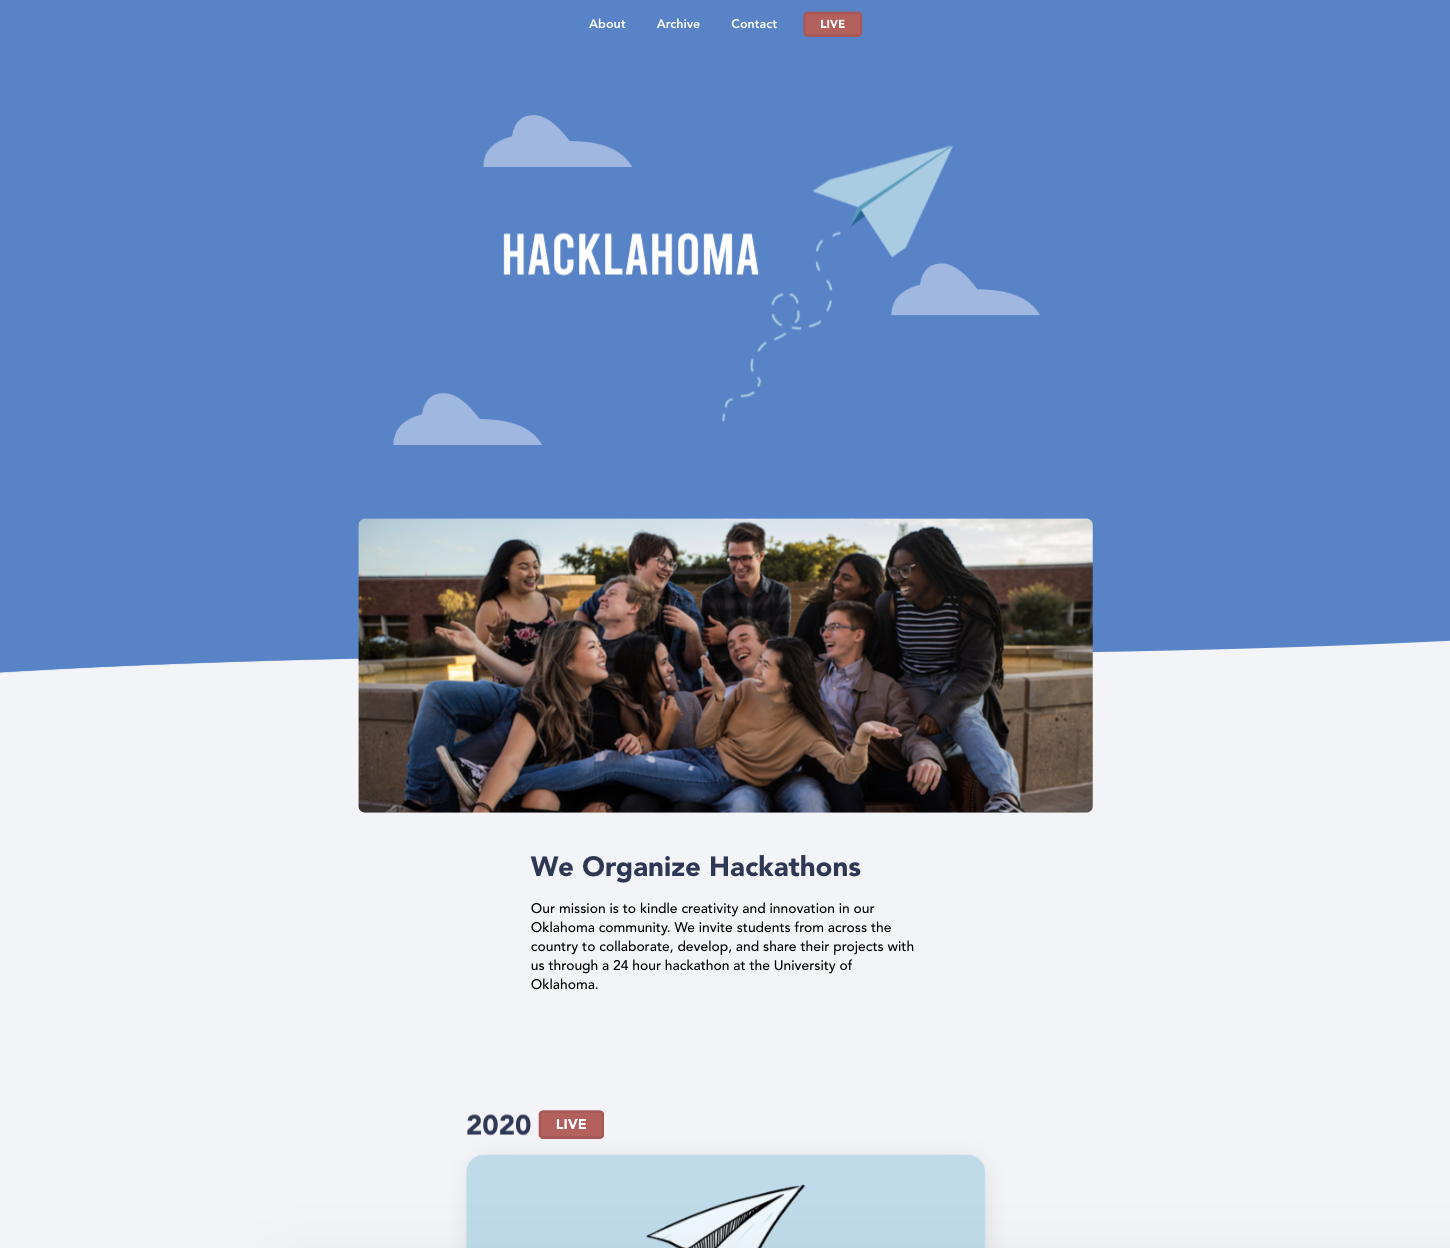 About Archive Contact LIVE
HACKLAHOMA
We Organize Hackathons
Our mission is to kindle creativity and innovation in our
Oklahoma community. We invite students from across the
country to collaborate, develop, and share their projects with
us through a 24 hour hackathon at the University of
Oklahoma.
2020 LIVE